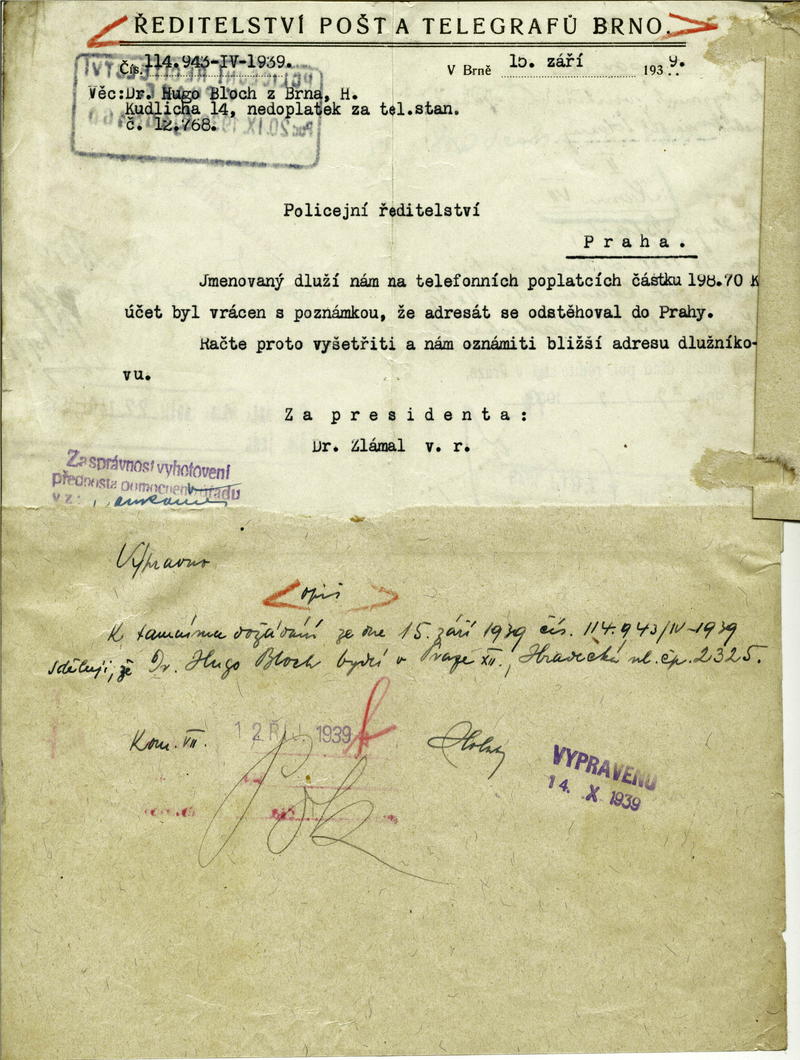 ŘEDITELSTVÍ POŠT A TELEGRAFŮ BRNO.
Čís. 114.943-IV-1939.
V Brně 15. září 1939.
Věc: Dr. Hugo Bloch z Brna, H.
Kudlicha 14, nedoplatek za tel.stan.
č. 12.768.
Policejní ředitelství
Praha.
Jmenovaný dluží nám na telefonních poplatcích částku 198.70 K
účet byl vrácen s poznámkou, že adresát se odstěhoval do Prahy.
Račte proto vyšetřiti a nám oznámiti bližší adresu dlužníko-
vu.
Za presidenta:
Dr. Zlámal v. r.
Za správnost vyhotovení
přednosta pomocného úřadu
v z:
Vypravno
opis
K tamnímu dožádání ze dne 15. září 1939 čís. 114.943/IV-1939
sděluji, že Dr. Hugo Bloch bydlí v Praze XII., Hradecká ul. čp. 2325.
Kom. VII.
12 ŘÍJ. 1939
VYPRAVENO
14. X 1939